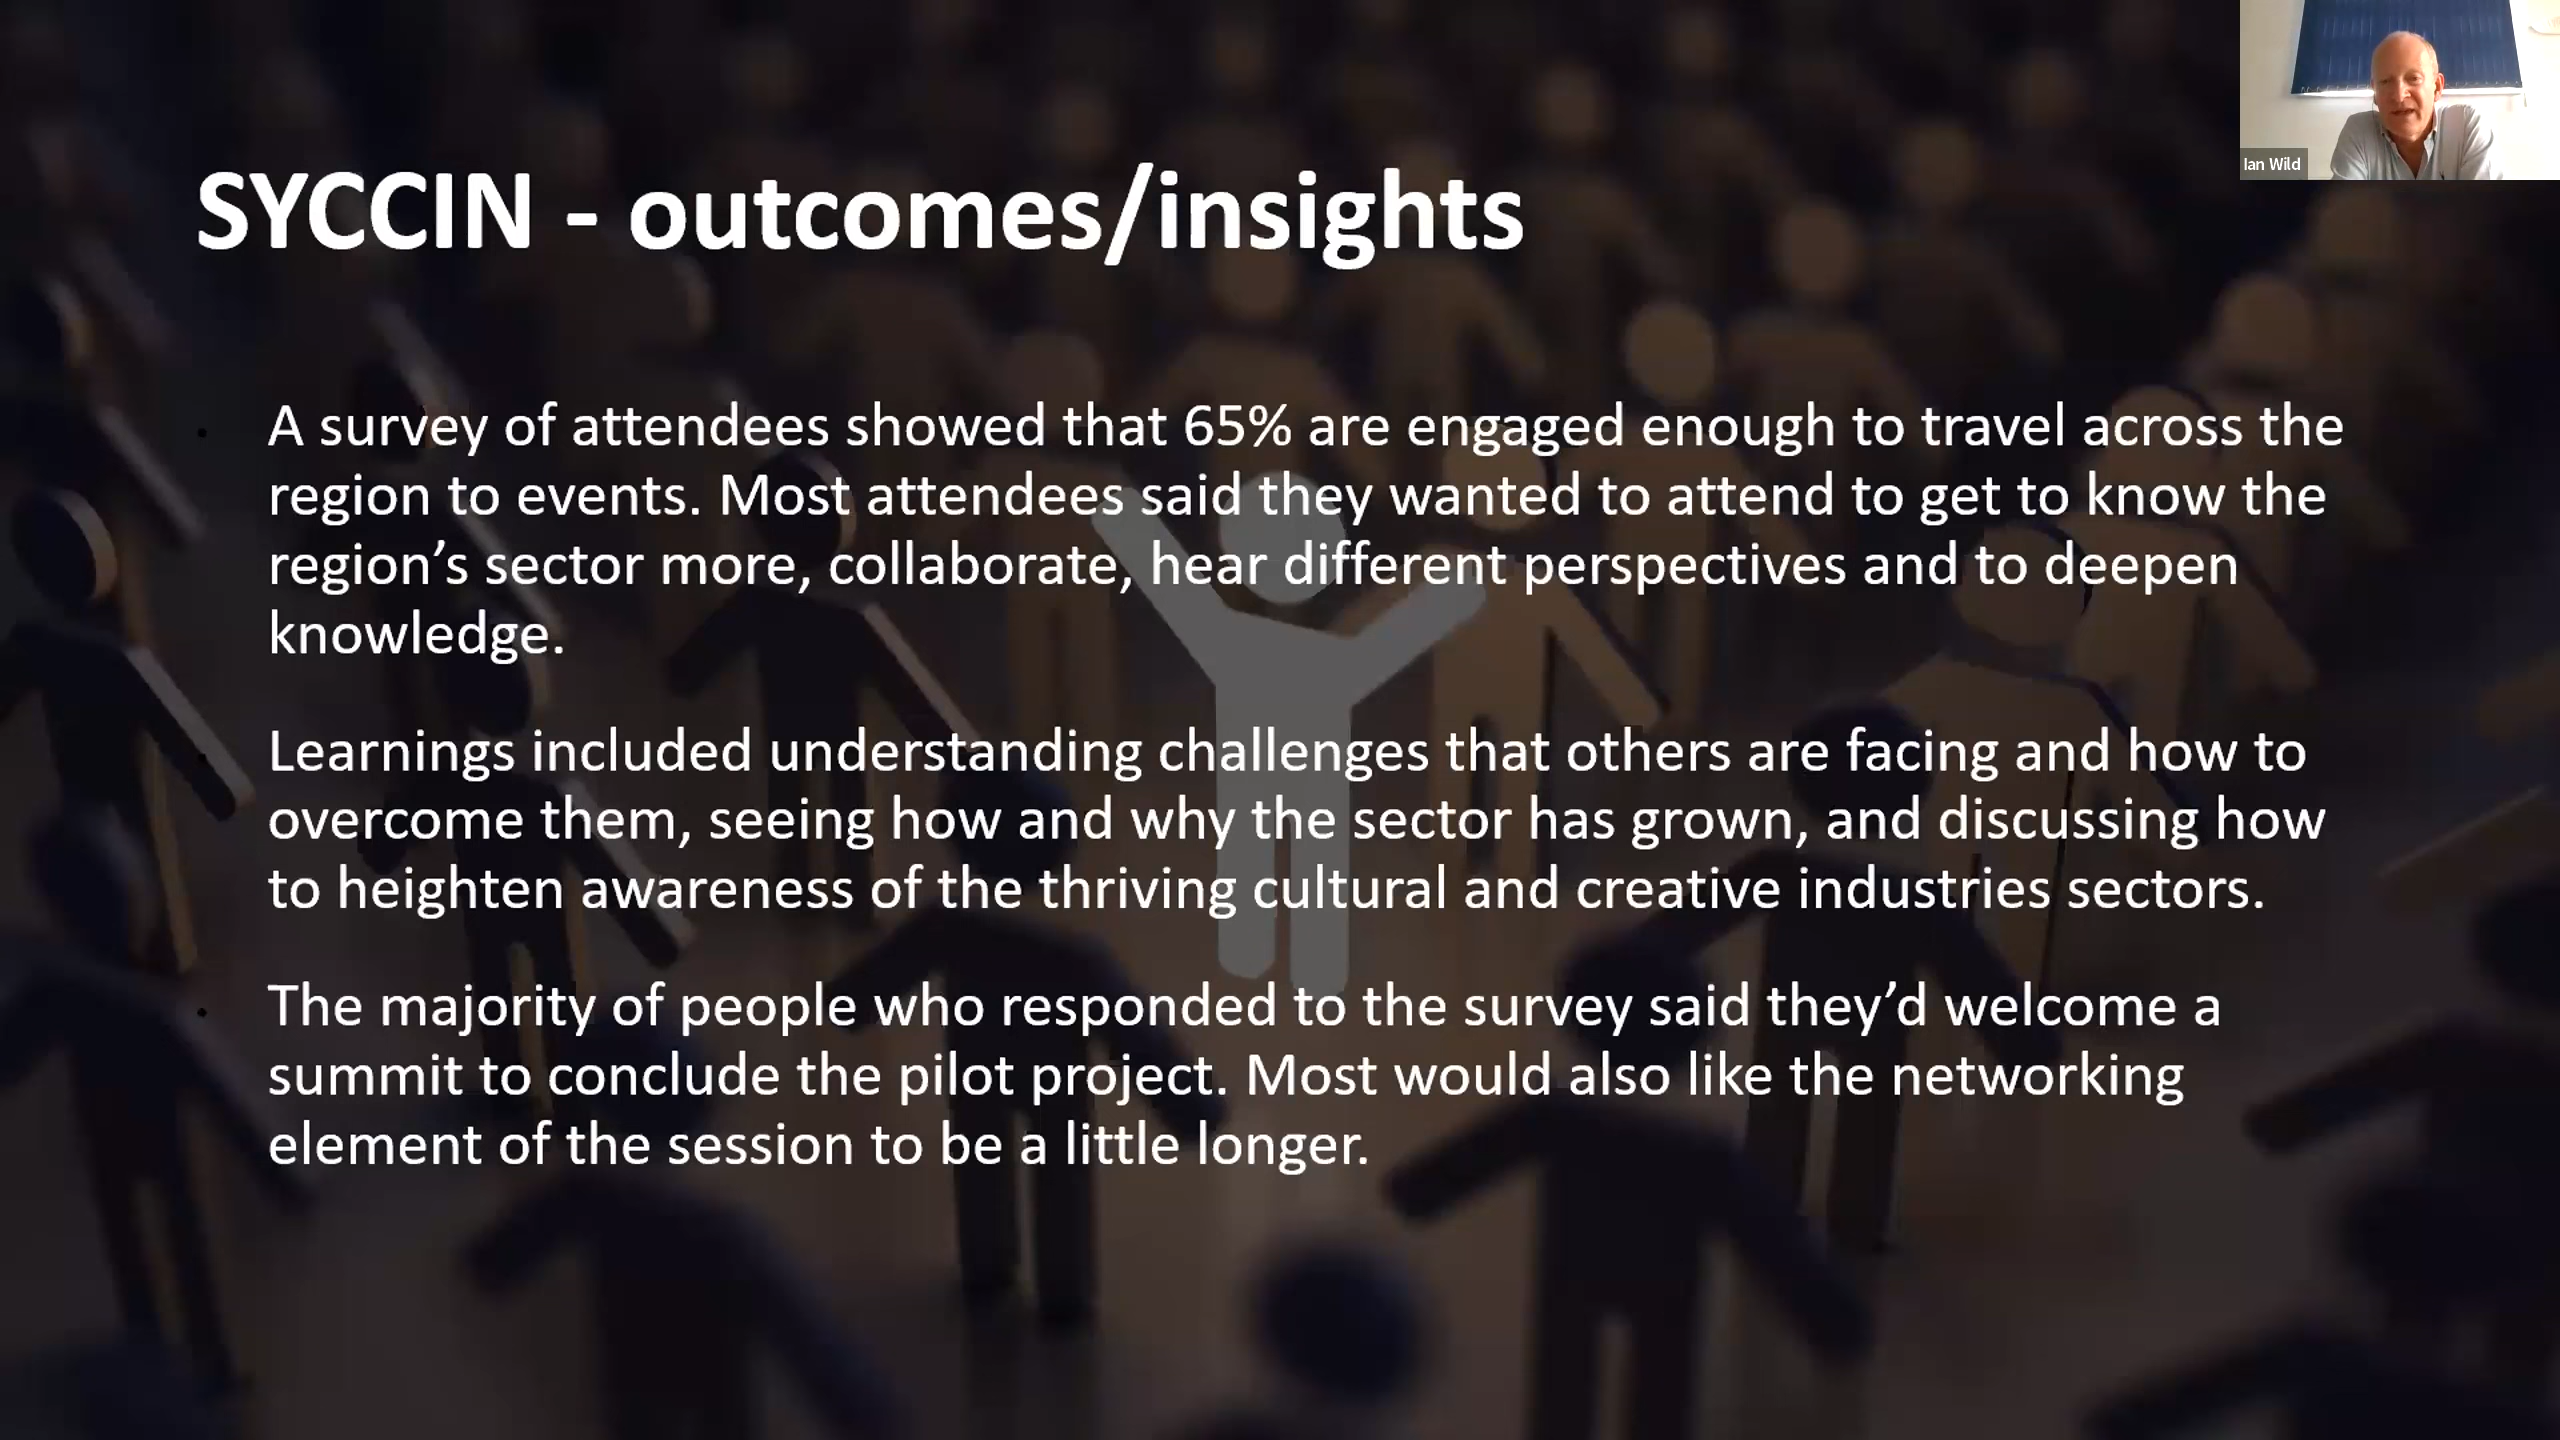 Ian Wild
SYCCIN - outcomes/insights
A survey of attendees showed that 65% are engaged enough to travel across the
region to events. Most attendees said they wanted to attend to get to know the
region’s sector more, collaborate, hear different perspectives and to deepen
knowledge.
Learnings included understanding challenges that others are facing and how to
overcome them, seeing how and why the sector has grown, and discussing how
to heighten awareness of the thriving cultural and creative industries sectors.
The majority of people who responded to the survey said they’d welcome a
summit to conclude the pilot project. Most would also like the networking
element of the session to be a little longer.